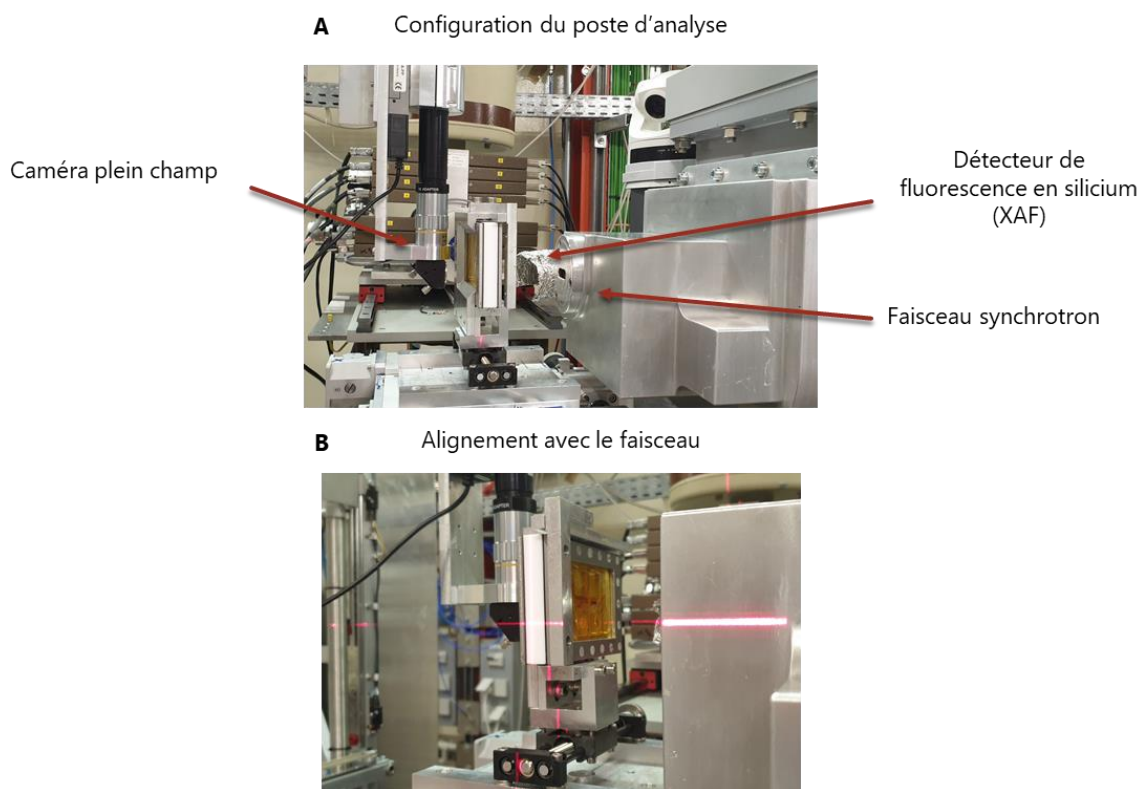 A Configuration du poste d’analyse
Caméra plein champ
Détecteur de
fluorescence en silicium
(XAF)
Faisceau synchrotron
B Alignement avec le faisceau